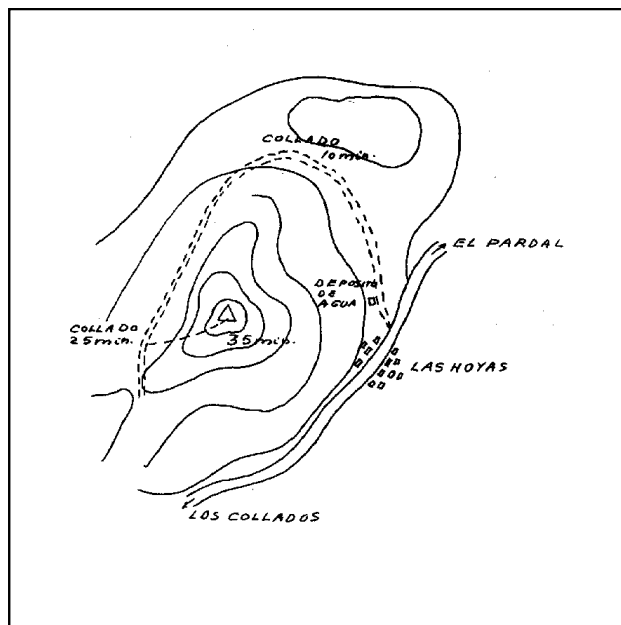 COLLADO
10 min.
EL PARDAL
DEPOSITO
DE
AGUA
COLLADO
25 min.
35 min.
LAS HOYAS
LOS COLLADOS